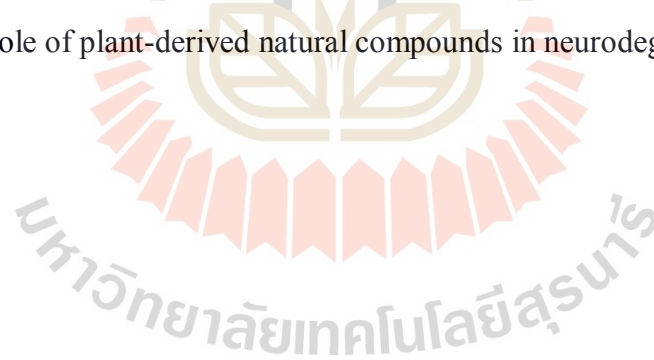 ole of plant-derived natural compounds in neurodeg
มหาวิทยาลัยเทคโนโลยีสุรนารี